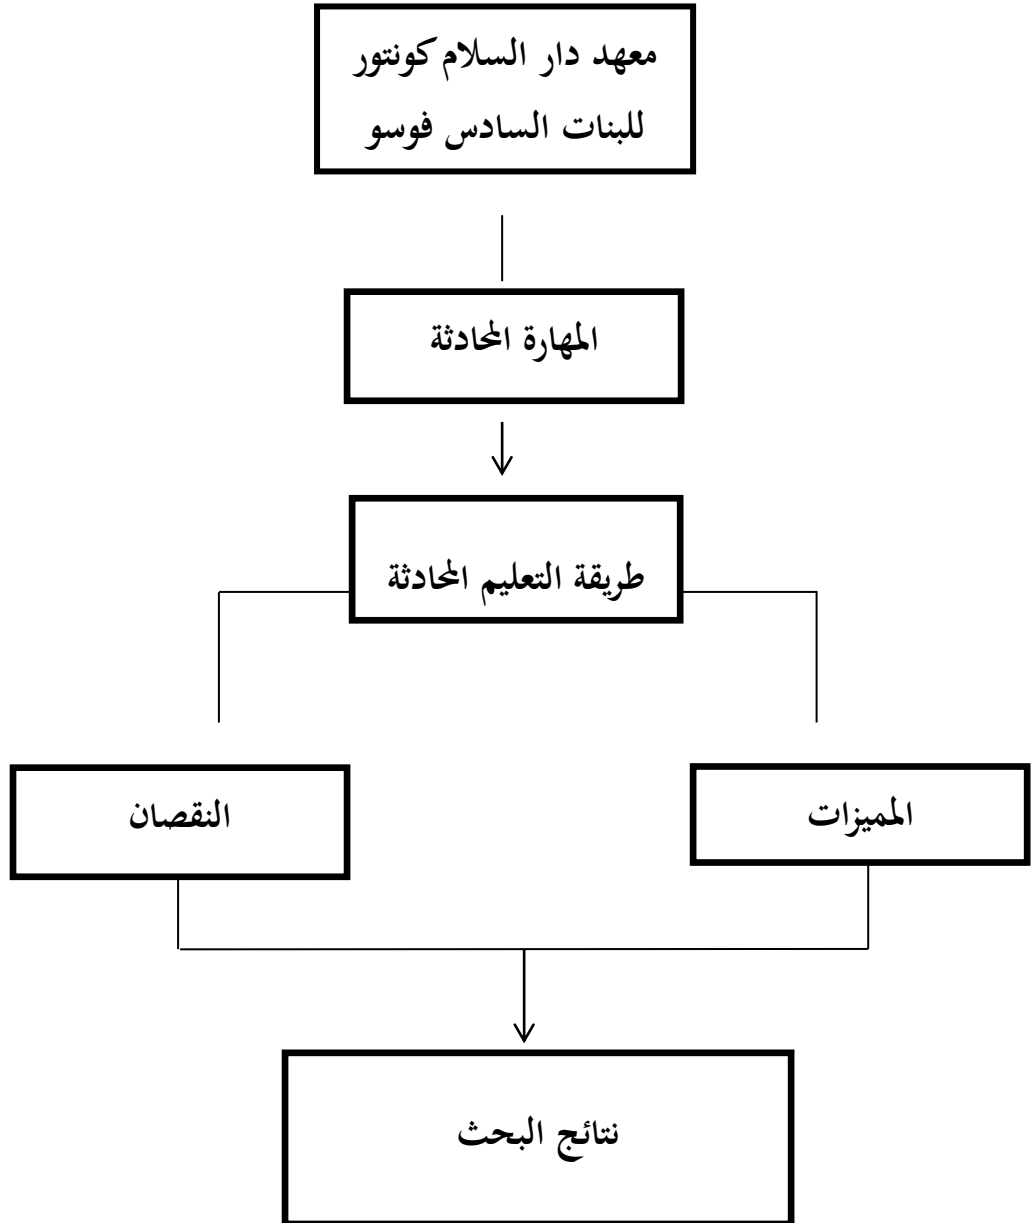 معهد دار السلام كونتور
للبنات السادس فوسو
المهارة المحادثة
طريقة التعليم المحادثة
المميزات
النقصان
نتائج البحث